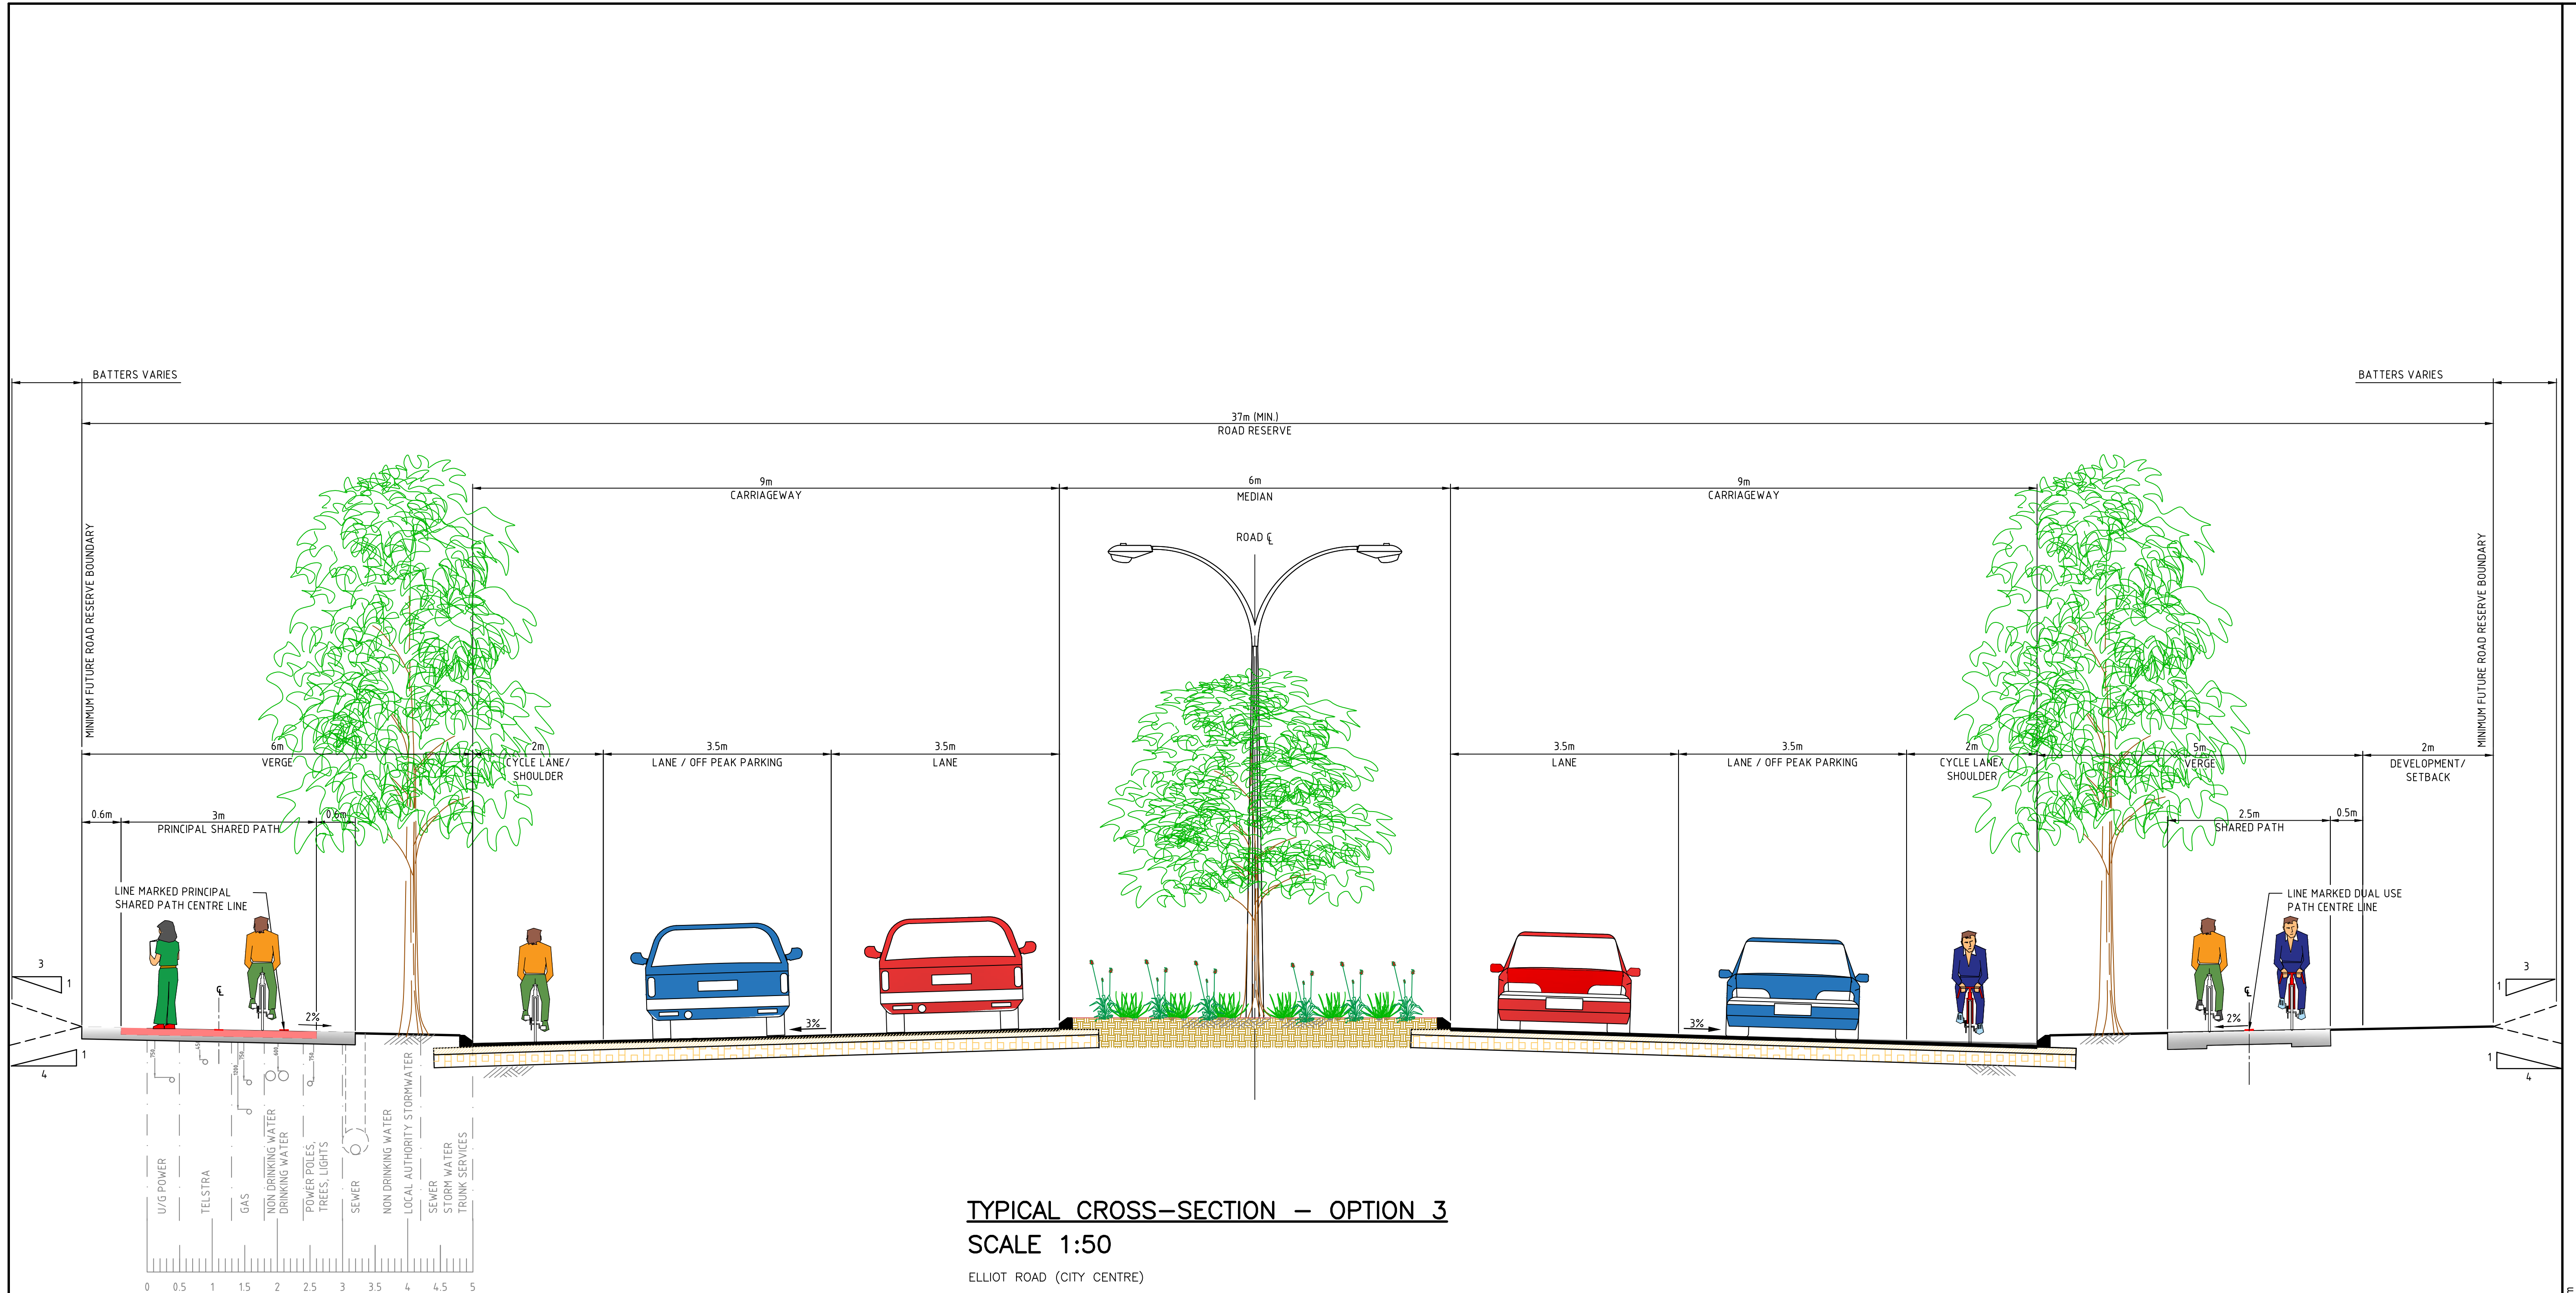 BATTERS VARIES
BATTERS VARIES
37m (MIN.)
ROAD RESERVE
9m
CARRIAGEWAY
6m
MEDIAN
9m
CARRIAGEWAY
ROAD ℄
MINIMUM FUTURE ROAD RESERVE BOUNDARY
MINIMUM FUTURE ROAD RESERVE BOUNDARY
6m
VERGE
2m
CYCLE LANE/
SHOULDER
3.5m
LANE / OFF PEAK PARKING
3.5m
LANE
3.5m
LANE
3.5m
LANE / OFF PEAK PARKING
2m
CYCLE LANE/
SHOULDER
5m
VERGE
2m
DEVELOPMENT/
SETBACK
0.6m
3m
PRINCIPAL SHARED PATH
0.6m
2.5m
SHARED PATH
0.5m
LINE MARKED PRINCIPAL
SHARED PATH CENTRE LINE
LINE MARKED DUAL USE
PATH CENTRE LINE
3
1
℄
2%
3%
3%
℄
2%
3
1
1
4
1
4
750
450
750
1200
600
750
U/G POWER
TELSTRA
GAS
NON DRINKING WATER
DRINKING WATER
POWER POLES,
TREES, LIGHTS
SEWER
NON DRINKING WATER
LOCAL AUTHORITY STORMWATER
SEWER
STORM WATER
TRUNK SERVICES
0 0.5 1 1.5 2 2.5 3 3.5 4 4.5 5
TYPICAL CROSS-SECTION - OPTION 3
SCALE 1:50
ELLIOT ROAD (CITY CENTRE)